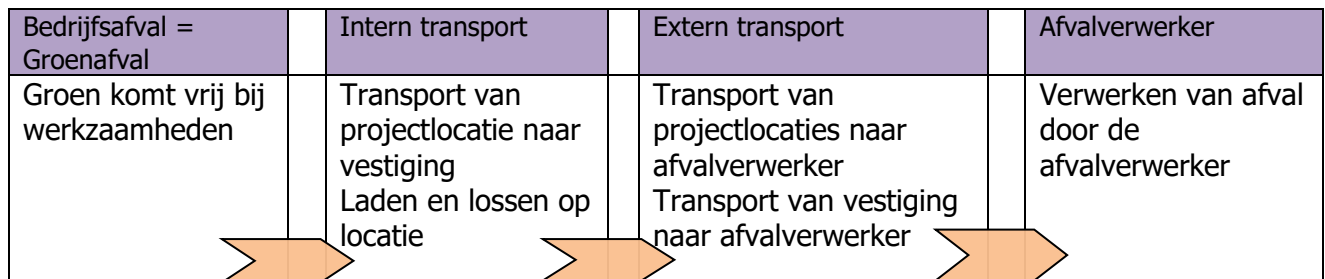 Bedrijfsafval =
Groenafval
Intern transport
Extern transport
Afvalverwerker
Groen komt vrij bij
werkzaamheden
Transport van
projectlocatie naar
vestiging
Laden en lossen op
locatie
Transport van
projectlocaties naar
afvalverwerker
Transport van vestiging
naar afvalverwerker
Verwerken van afval
door de
afvalverwerker